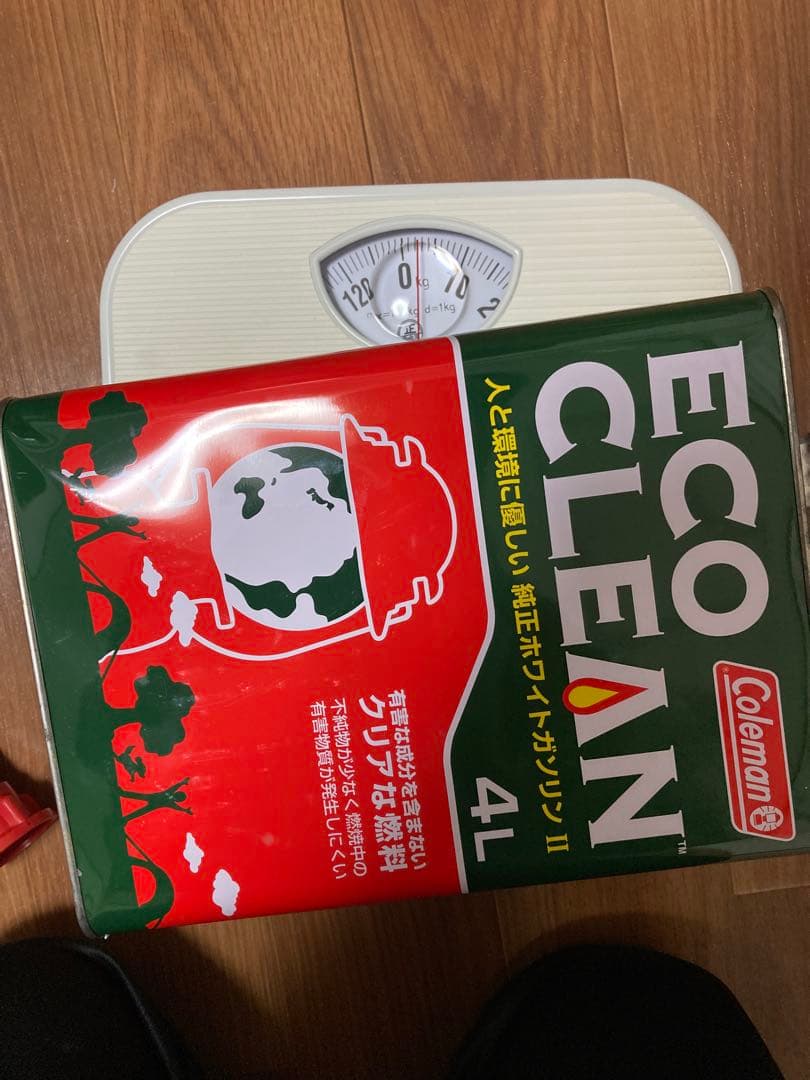 120 0 10 2
kg
d=1kg
ECO
CLEAN
TM
人と環境に優しい 純正ホワイトガソリン II
Coleman
4L
有害な成分を含まない
クリアな燃料
不純物が少なく燃焼中の
有害物質が発生しにくい